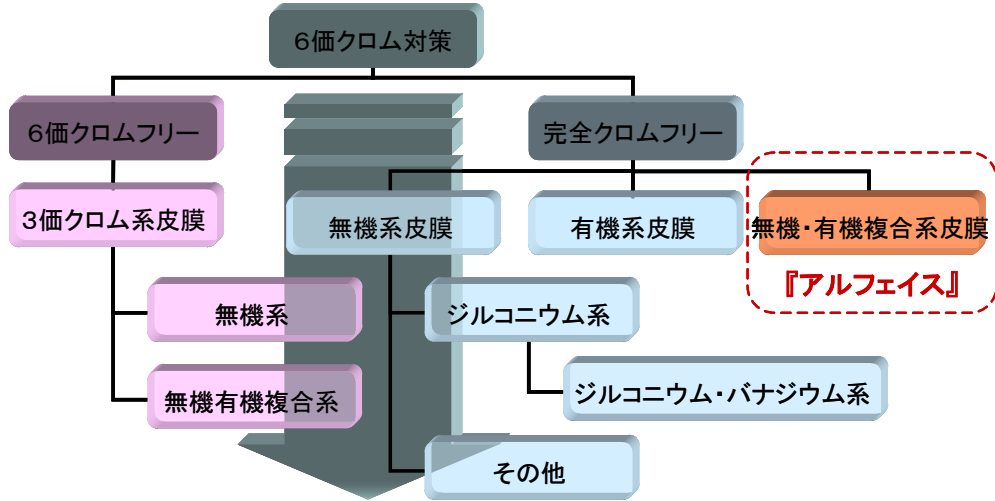 ６価クロム対策
６価クロムフリー
完全クロムフリー
３価クロム系皮膜
無機系皮膜
有機系皮膜
無機・有機複合系皮膜
『アルフェイス』
無機系
ジルコニウム系
無機有機複合系
ジルコニウム・バナジウム系
その他